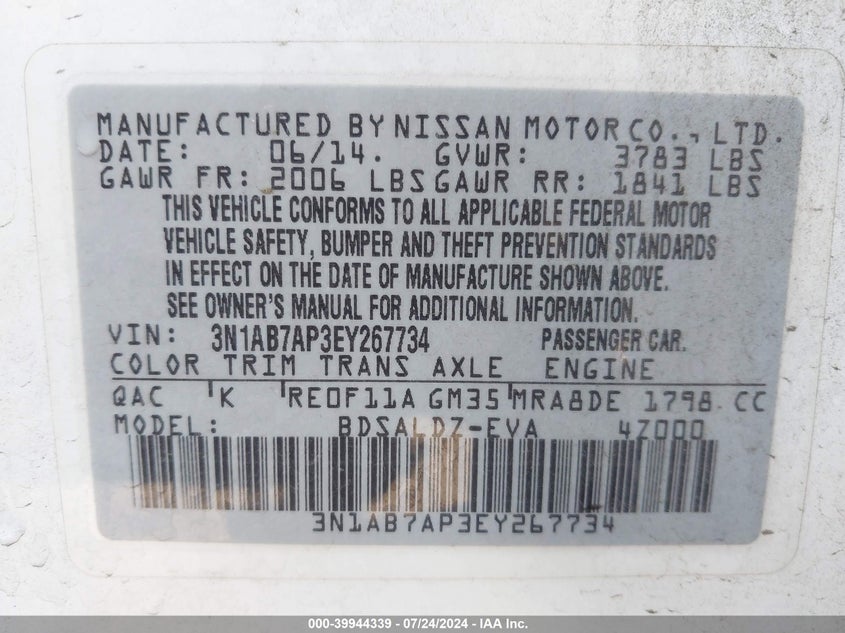 MANUFACTURED BY NISSAN MOTOR CO., LTD.
DATE: 06/14. GVWR: 3783 LBS
GAWR FR: 2006 LBS GAWR RR: 1841 LBS
THIS VEHICLE CONFORMS TO ALL APPLICABLE FEDERAL MOTOR
VEHICLE SAFETY, BUMPER AND THEFT PREVENTION STANDARDS
IN EFFECT ON THE DATE OF MANUFACTURE SHOWN ABOVE.
SEE OWNER'S MANUAL FOR ADDITIONAL INFORMATION.
VIN: 3N1AB7AP3EY267734 PASSENGER CAR.
COLOR TRIM TRANS AXLE ENGINE
QAC K RE0F11A GM35 MRA8DE 1798 CC
MODEL: BDSALDZ-EVA 4Z000
3N1AB7AP3EY267734
000-39944339 / 07/24/2024 - IAA Inc.